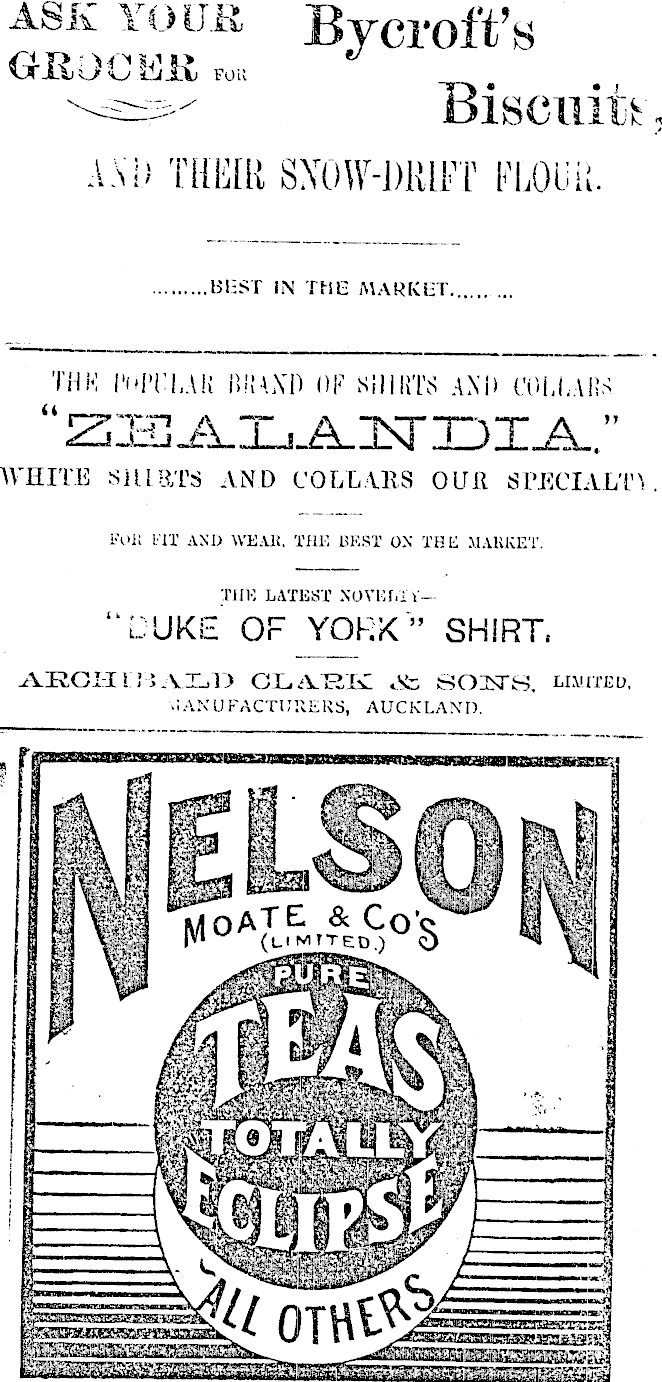 ASK YOUR
GROCER FOR
Bycroft's
Biscuits,
AND THEIR SNOW-DRIFT FLOUR.
.........BEST IN THE MARKET.........
THE POPULAR BRAND OF SHIRTS AND COLLARS
"ZEALANDIA."
WHITE SHIRTS AND COLLARS OUR SPECIALTY.
FOR FIT AND WEAR, THE BEST ON THE MARKET.
THE LATEST NOVELTY—
"DUKE OF YORK" SHIRT.
ARCHIBALD CLARK & SONS, LIMITED,
MANUFACTURERS, AUCKLAND.
NELSON
MOATE & CO'S
(LIMITED.)
PURE
TEAS
TOTALLY
ECLIPSE
ALL OTHERS